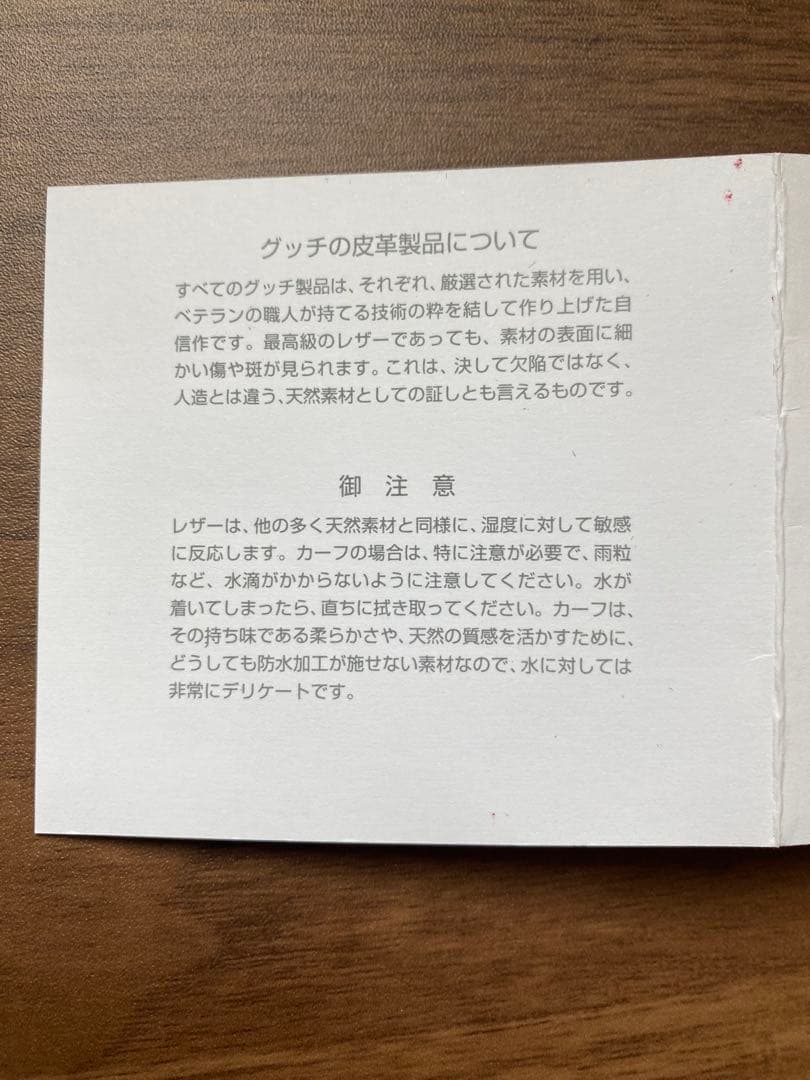 グッチの皮革製品について
すべてのグッチ製品は、それぞれ、厳選された素材を用い、
ベテランの職人が持てる技術の粋を結して作り上げた自
信作です。最高級のレザーであっても、素材の表面に細
かい傷や斑が見られます。これは、決して欠陥ではなく、
人造とは違う、天然素材としての証しとも言えるものです。
御注意
レザーは、他の多く天然素材と同様に、湿度に対して敏感
に反応します。カーフの場合は、特に注意が必要で、雨粒
など、水滴がかからないように注意してください。水が
着いてしまったら、直ちに拭き取ってください。カーフは、
その持ち味である柔らかさや、天然の質感を活かすために、
どうしても防水加工が施せない素材なので、水に対しては
非常にデリケートです。